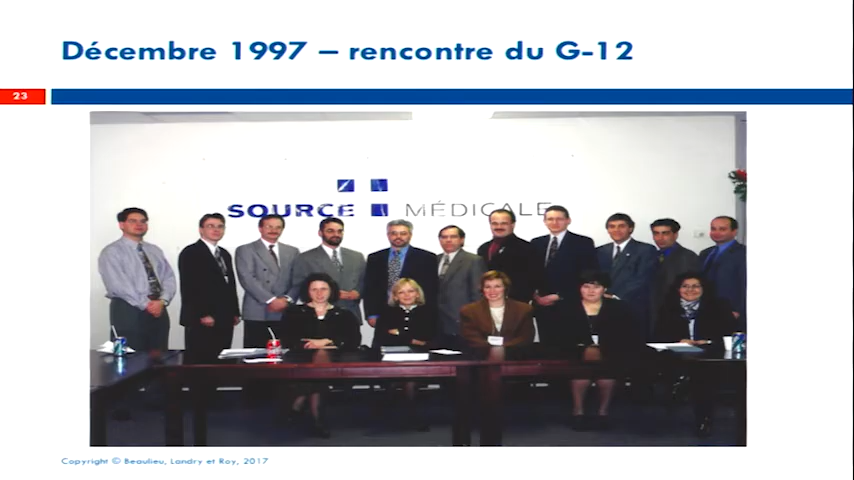 Décembre 1997 – rencontre du G-12
23
SOURCE MÉDICALE
Copyright © Beaulieu, Landry et Roy, 2017